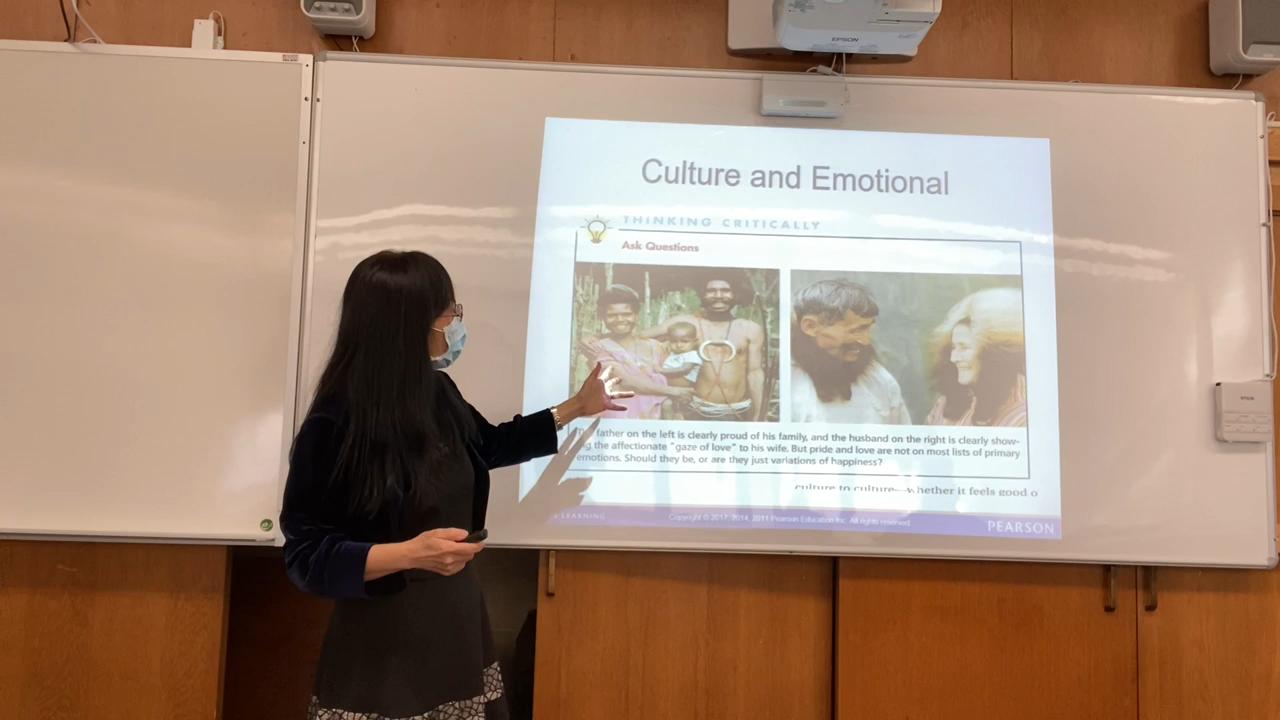 EPSON
Culture and Emotional
THINKING CRITICALLY
Ask Questions
father on the left is clearly proud of his family, and the husband on the right is clearly show-
the affectionate "gaze of love" to his wife. But pride and love are not on most lists of primary
emotions. Should they be, or are they just variations of happiness?
culture to culture—whether it feels good o
LEARNING
Copyright © 2017, 2014, 2011 Pearson Education Inc. All rights reserved
PEARSON
EPSON